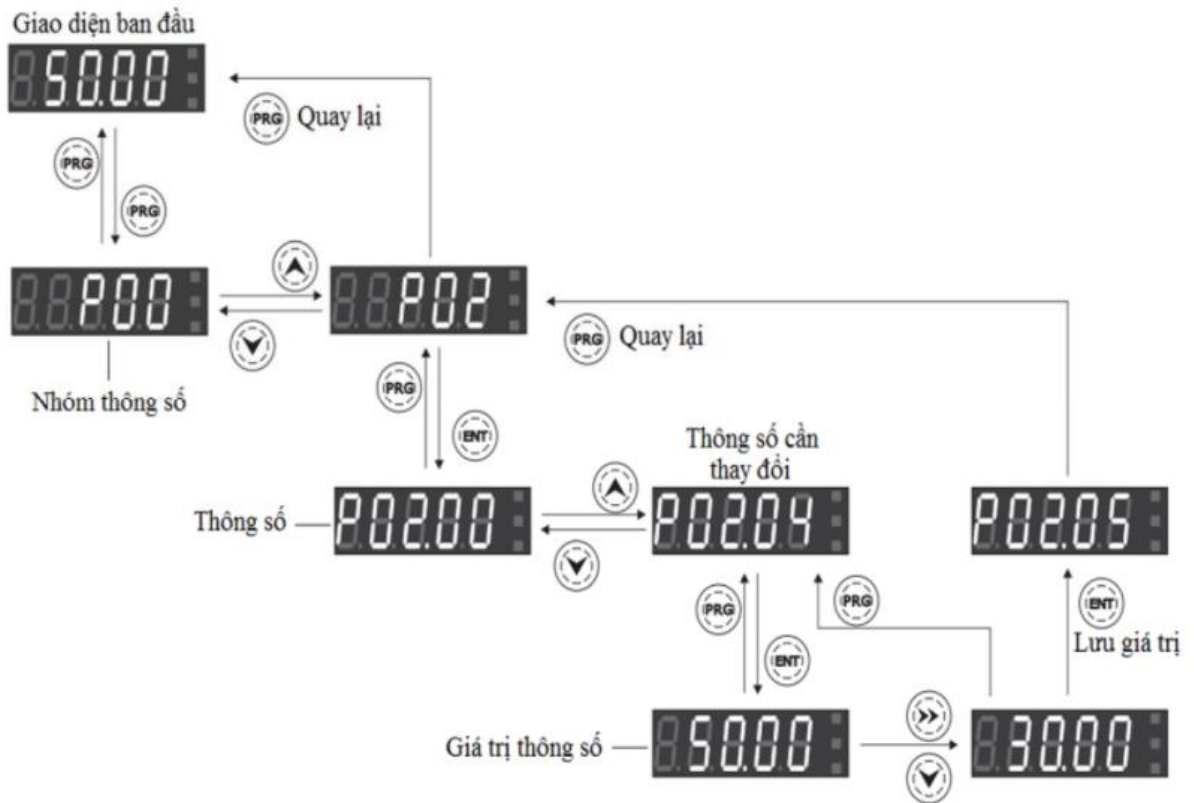 Giao diện ban đầu
50.00
PRG Quay lại
PRG
PRG
P00
P02
PRG Quay lại
Nhóm thông số
PRG
ENT
Thông số cần
thay đổi
Thông số
P02.00
P02.04
P02.05
PRG
PRG
ENT
ENT
Lưu giá trị
Giá trị thông số
50.00
30.00